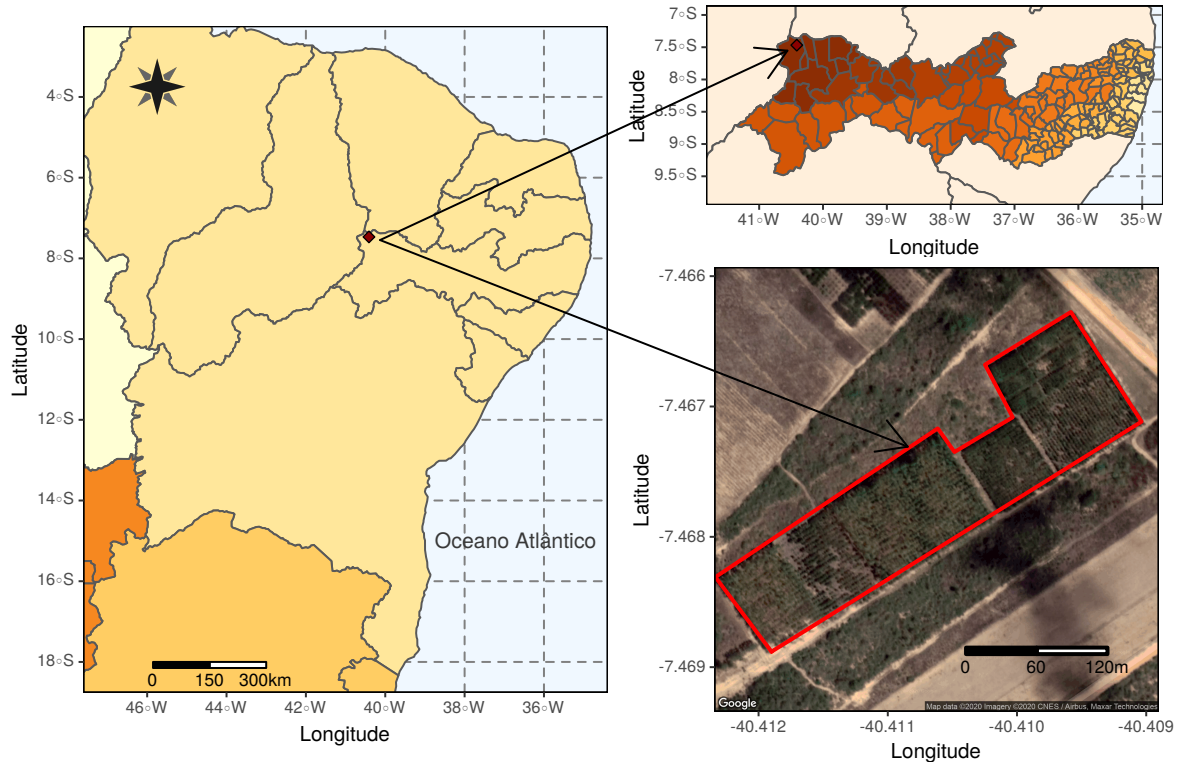 4°S
6°S
8°S
10°S
12°S
14°S
16°S
18°S
Latitude
Oceano Atlântico
0 150 300km
46°W 42°W 40°W 38°W 36°W
Longitude
7°S
7.5°S
8°S
8.5°S
9°S
9.5°S
Latitude
41°W 40°W 39°W 38°W 37°W 36°W 35°W
Longitude
-7.466
-7.467
-7.468
-7.469
Latitude
0 60 120m
Google
Map data ©2020 Imagery ©2020 CNES / Airbus, Maxar Technologies
-40.412 -40.411 -40.410 -40.409
Longitude